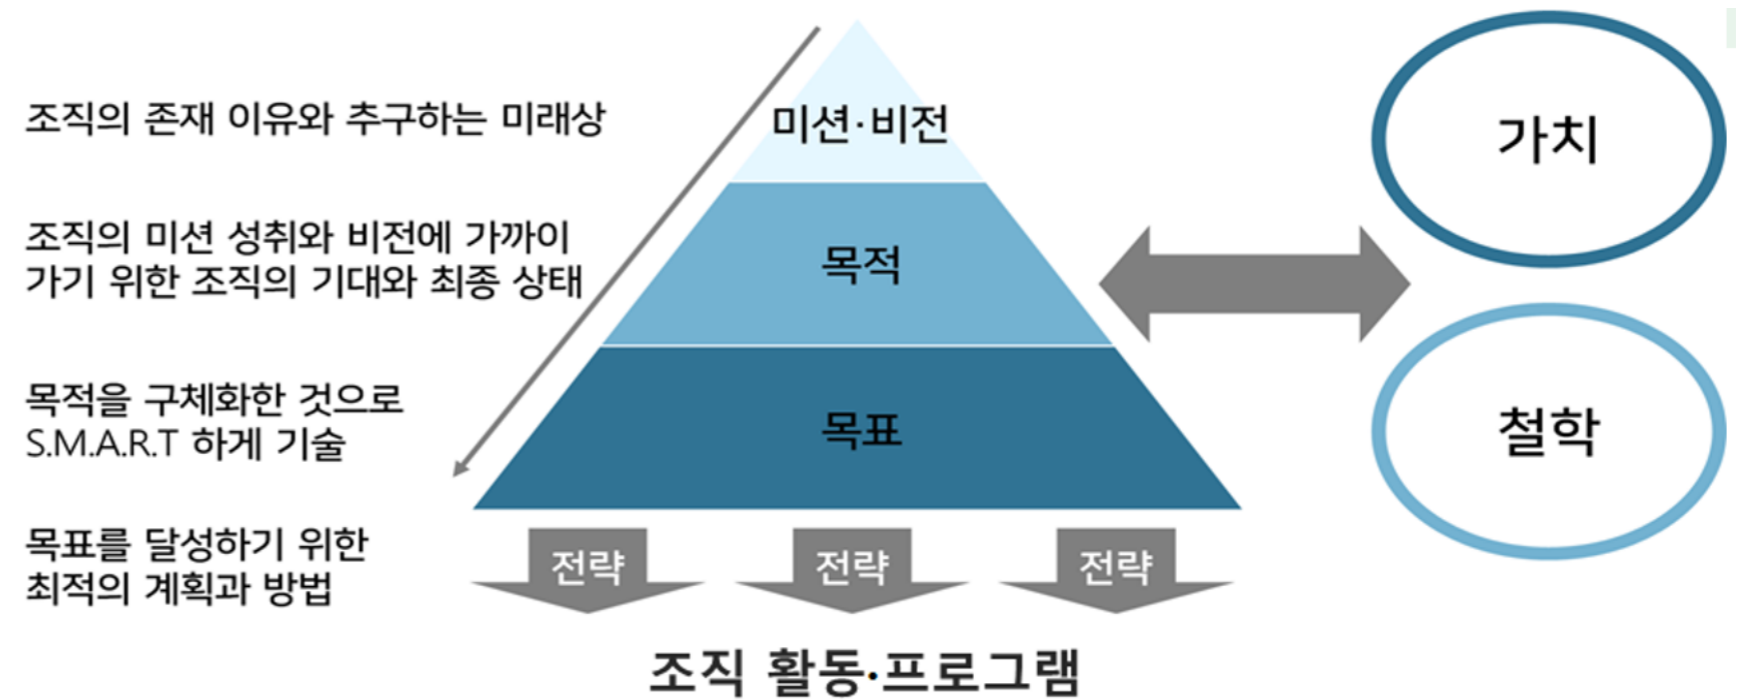 조직의 존재 이유와 추구하는 미래상
미션·비전
가치
조직의 미션 성취와 비전에 가까이
가기 위한 조직의 기대와 최종 상태
목적
목적을 구체화한 것으로
S.M.A.R.T 하게 기술
목표
철학
목표를 달성하기 위한
최적의 계획과 방법
전략
전략
전략
조직 활동·프로그램